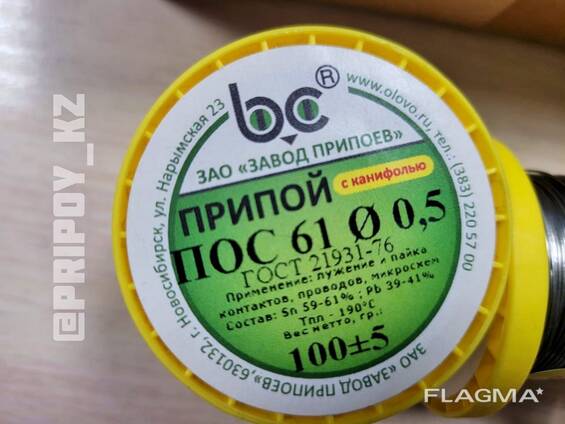 bc®
г. Новосибирск, ул. Нарымская 23
www.olovo.ru, тел.: (383) 220 57 00
ЗАО «ЗАВОД ПРИПОЕВ»
ПРИПОЙ с канифолью
ПОС 61 Ø 0,5
ГОСТ 21931-76
Применение: лужение и пайка
контактов, проводов, микросхем
Состав: Sn 59-61% ; Pb 39-41%
Тпл - 190°С
Вес нетто, гр.:
100±5
ЗАО «ЗАВОД ПРИПОЕВ», 630132,
@PRIPOY_KZ
FLAGMA*